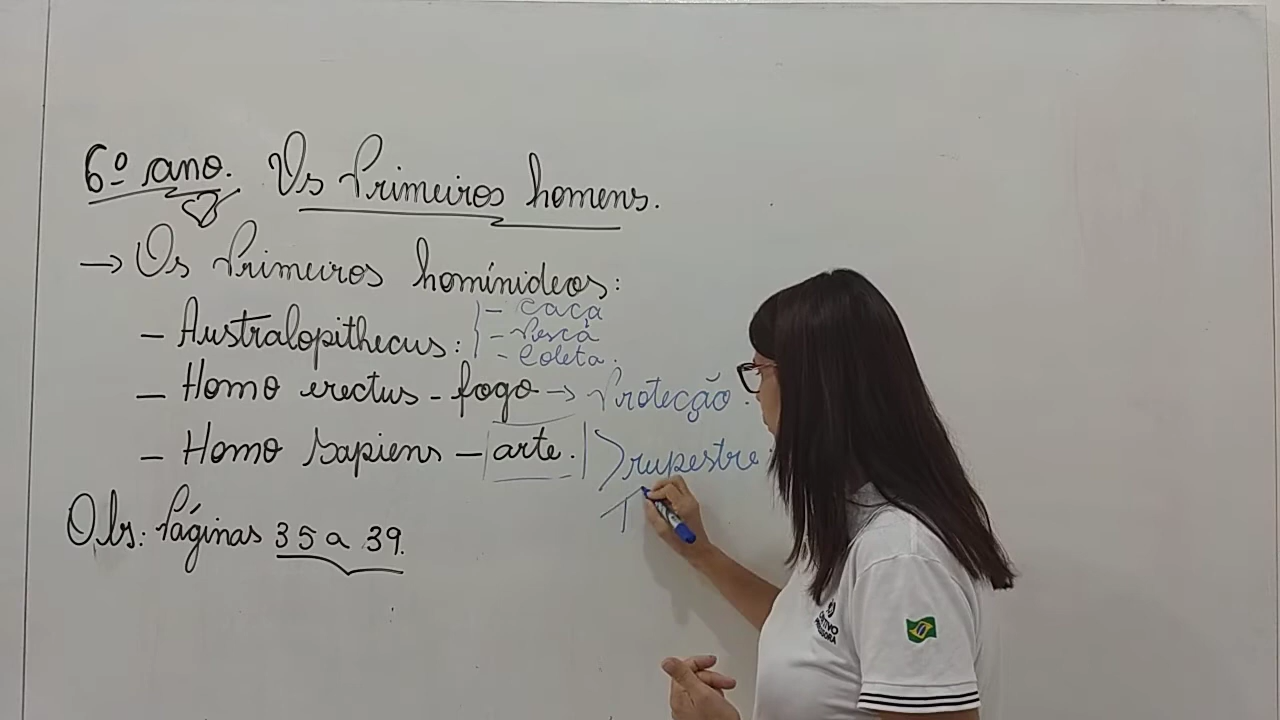 6º ano. Os Primeiros homens.
→ Os Primeiros homínideos:
- Australopithecus: - Caça
- Pesca
- Coleta.
- Homo erectus - fogo → Proteção.
- Homo Sapiens - arte. rupestre.
Obs: Páginas 35 a 39.